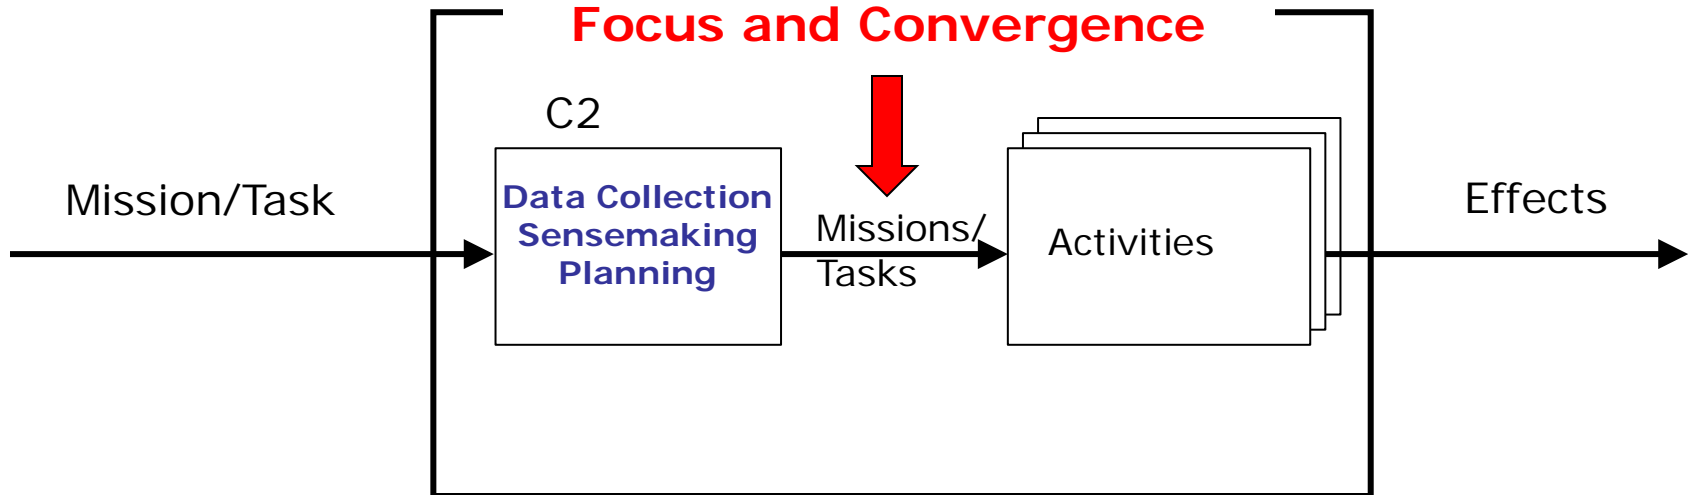 Focus and Convergence
C2
Mission/Task
Data Collection
Sensemaking
Planning
Missions/
Tasks
Activities
Effects